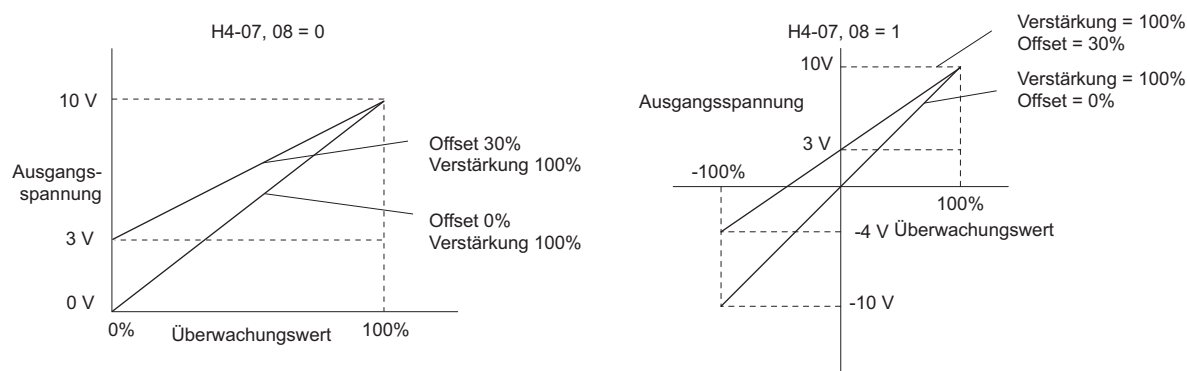 H4-07, 08 = 0
10 V
Ausgangs-
spannung
3 V
0 V
0%
Überwachungswert
100%
Offset 30%
Verstärkung 100%
Offset 0%
Verstärkung 100%
H4-07, 08 = 1
10V
Ausgangsspannung
3 V
-100%
100%
-4 V
Überwachungswert
-10 V
Verstärkung = 100%
Offset = 30%
Verstärkung = 100%
Offset = 0%